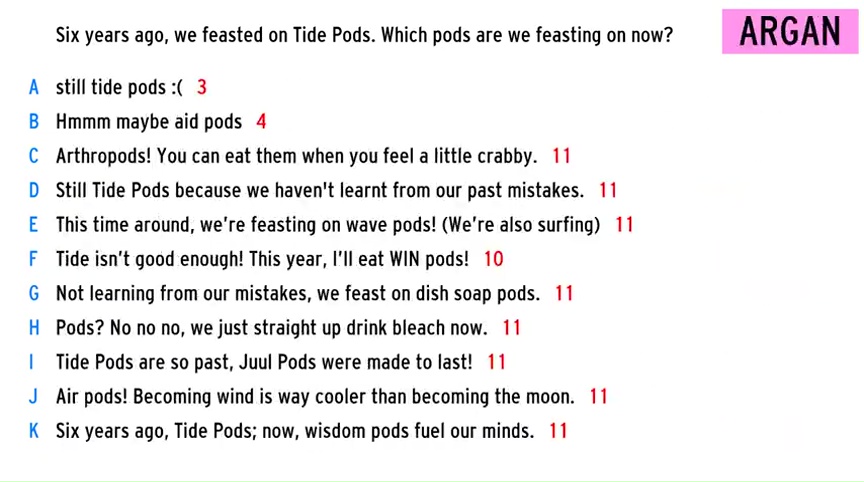 Six years ago, we feasted on Tide Pods. Which pods are we feasting on now?
ARGAN
A still tide pods :( 3
B Hmmm maybe aid pods 4
C Arthropods! You can eat them when you feel a little crabby. 11
D Still Tide Pods because we haven't learnt from our past mistakes. 11
E This time around, we're feasting on wave pods! (We're also surfing) 11
F Tide isn't good enough! This year, I'll eat WIN pods! 10
G Not learning from our mistakes, we feast on dish soap pods. 11
H Pods? No no no, we just straight up drink bleach now. 11
I Tide Pods are so past, Juul Pods were made to last! 11
J Air pods! Becoming wind is way cooler than becoming the moon. 11
K Six years ago, Tide Pods; now, wisdom pods fuel our minds. 11